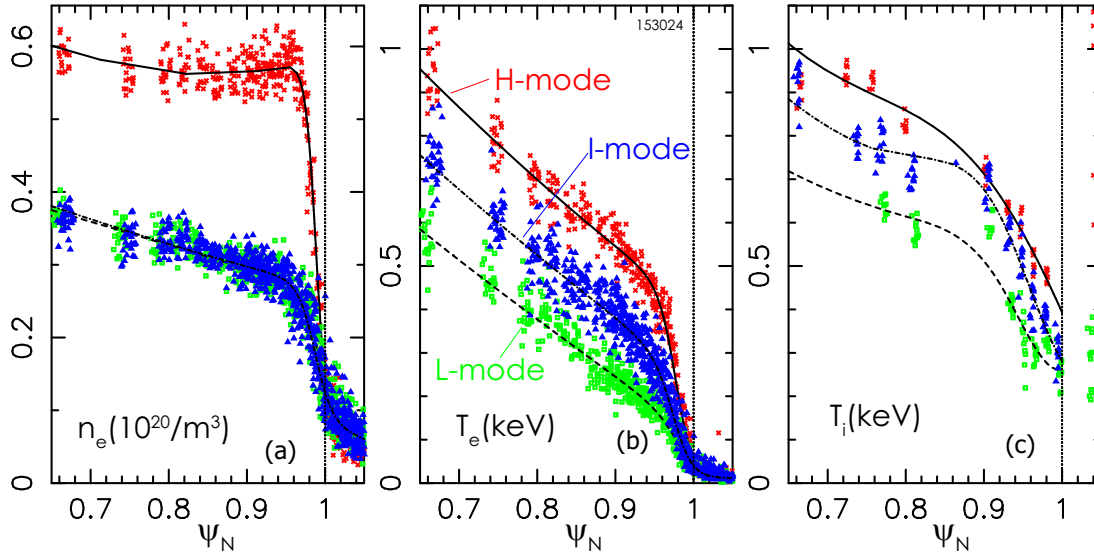 0.6
0.4
0.2
0
n_e(10^20/m^3)
(a)
0.7 0.8 0.9 1
ψ_N
153024
1
0.5
0
H-mode
I-mode
L-mode
T_e(keV)
(b)
0.7 0.8 0.9 1
ψ_N
1
0.5
0
T_i(keV)
(c)
0.7 0.8 0.9 1
ψ_N